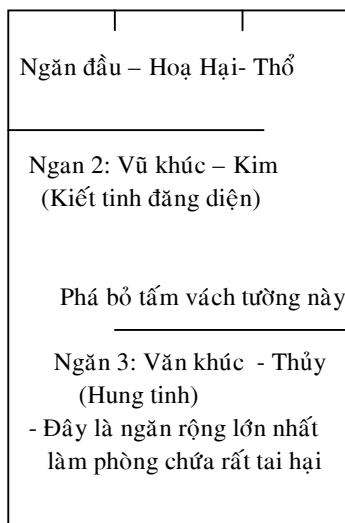 Ngăn đầu – Hoạ Hại- Thổ
Ngan 2: Vũ khúc – Kim
(Kiết tinh đăng diện)
Phá bỏ tấm vách tường này
Ngăn 3: Văn khúc - Thủy
(Hung tinh)
- Đây là ngăn rộng lớn nhất
làm phòng chứa rất tai hại